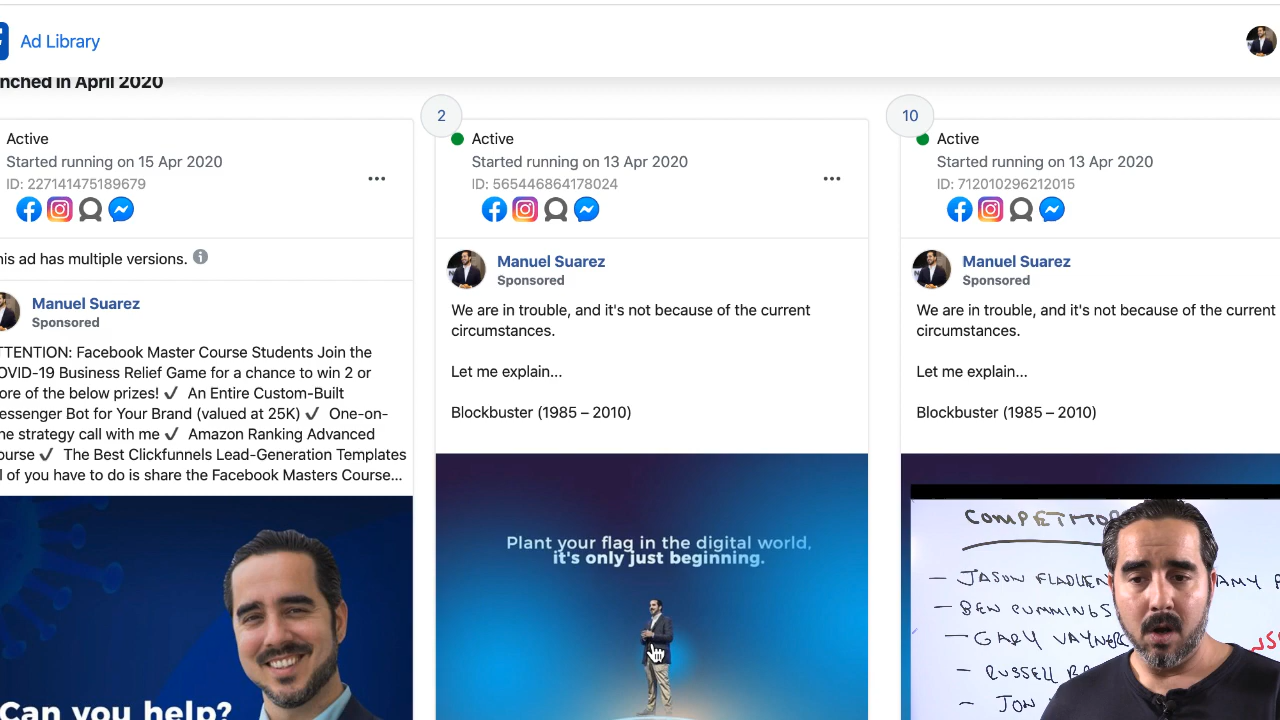 Ad Library
nched in April 2020
Active
Started running on 15 Apr 2020
ID: 227141475189679
his ad has multiple versions.
Manuel Suarez
Sponsored
TTENTION: Facebook Master Course Students Join the
OVID-19 Business Relief Game for a chance to win 2 or
ore of the below prizes! ✔ An Entire Custom-Built
essenger Bot for Your Brand (valued at 25K) ✔ One-on-
ne strategy call with me ✔ Amazon Ranking Advanced
ourse ✔ The Best Clickfunnels Lead-Generation Templates
l of you have to do is share the Facebook Masters Course...
Can you help?
2
Active
Started running on 13 Apr 2020
ID: 565446864178024
Manuel Suarez
Sponsored
We are in trouble, and it's not because of the current
circumstances.
Let me explain...
Blockbuster (1985 – 2010)
Plant your flag in the digital world,
it's only just beginning.
10
Active
Started running on 13 Apr 2020
ID: 712010296212015
Manuel Suarez
Sponsored
We are in trouble, and it's not because of the current
circumstances.
Let me explain...
Blockbuster (1985 – 2010)
COMPETITO
— JASON FLADLIEN AMY
— BEN CUMMINGS
— GARY VAYNERC
— RUSSELL B
— JON